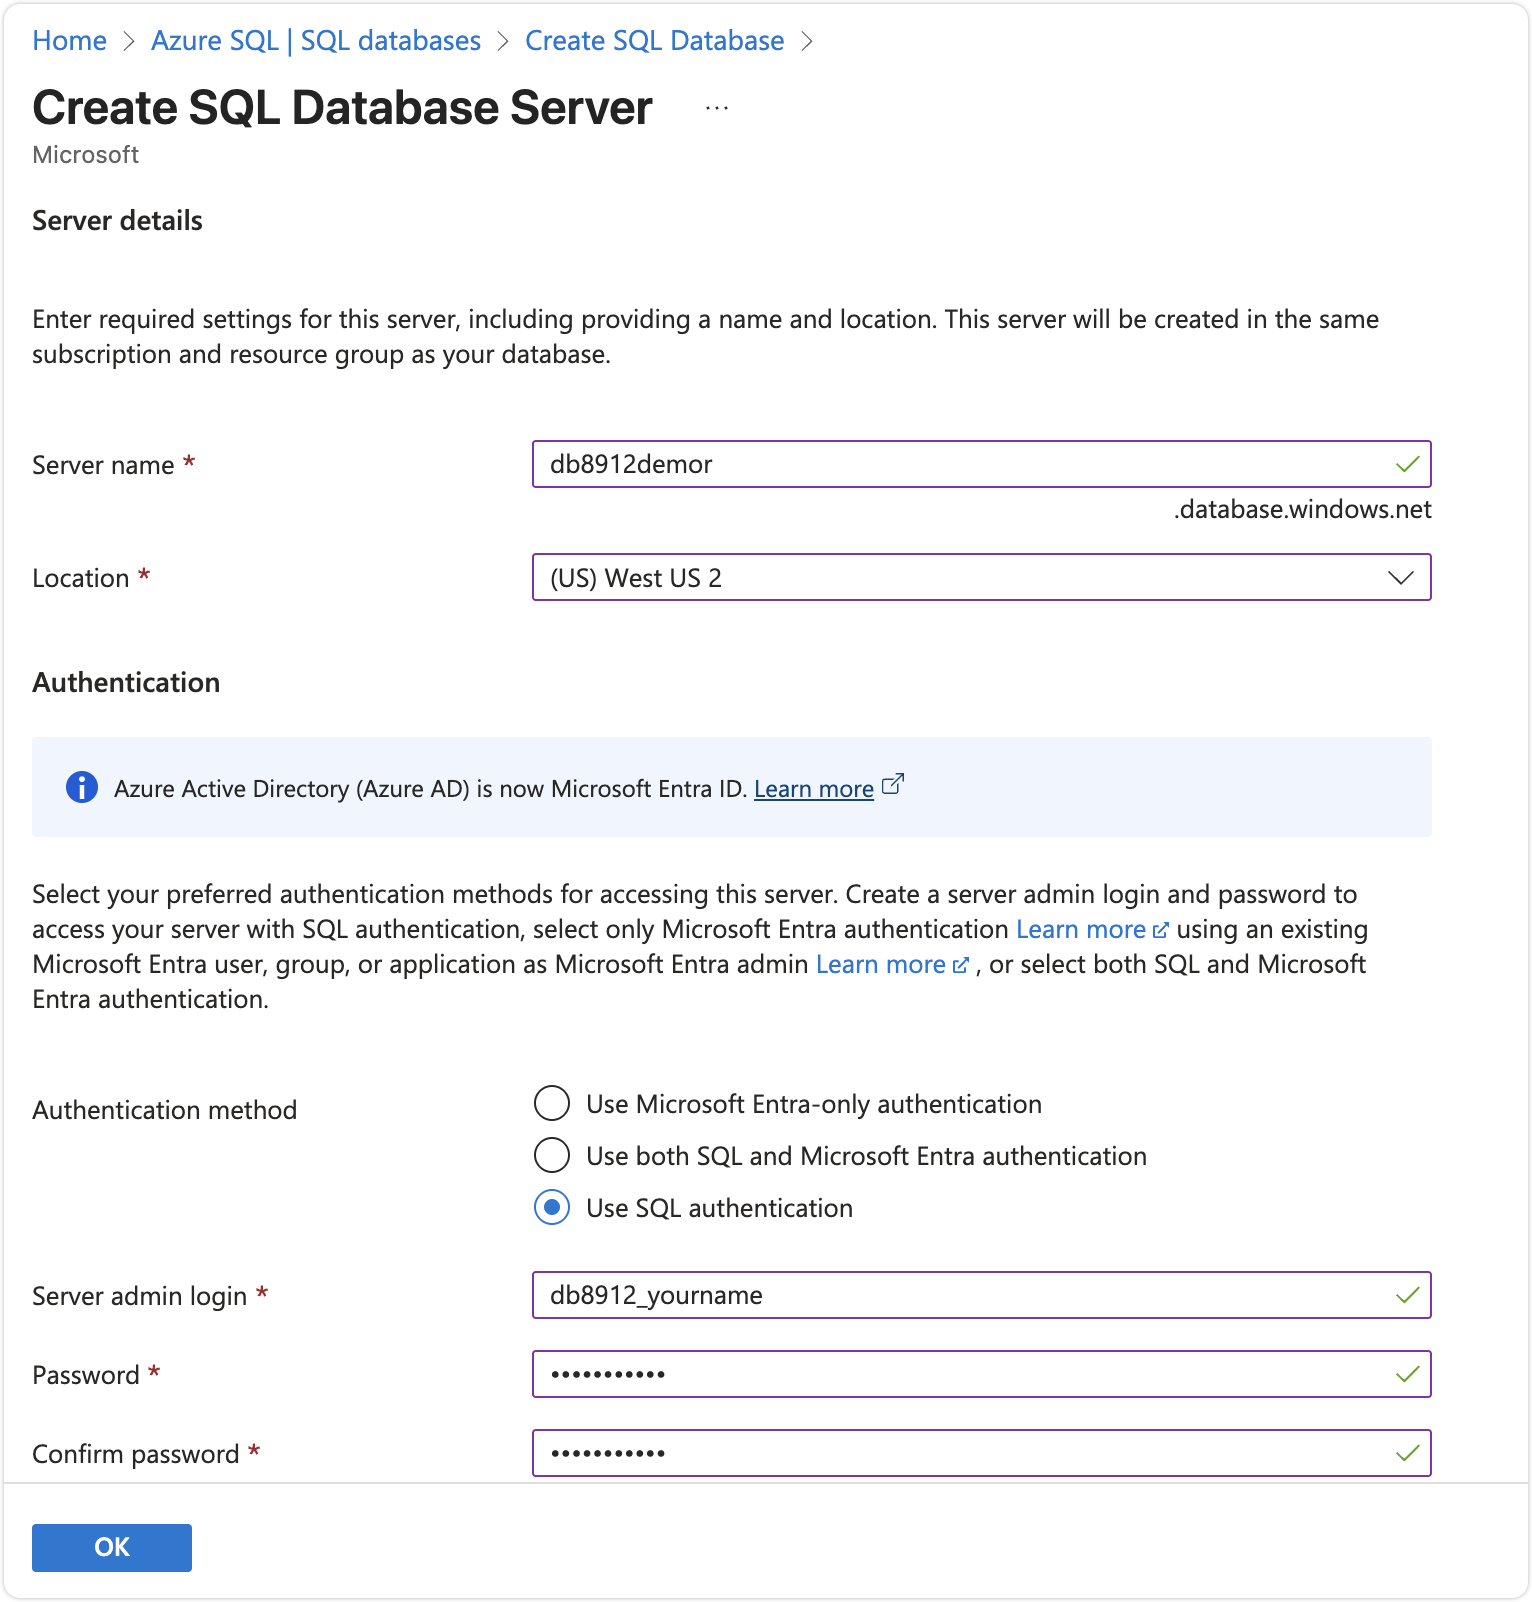 Home > Azure SQL | SQL databases > Create SQL Database >
Create SQL Database Server ...
Microsoft
Server details
Enter required settings for this server, including providing a name and location. This server will be created in the same
subscription and resource group as your database.
Server name *
db8912demor
.database.windows.net
Location *
(US) West US 2
Authentication
Azure Active Directory (Azure AD) is now Microsoft Entra ID. Learn more
Select your preferred authentication methods for accessing this server. Create a server admin login and password to
access your server with SQL authentication, select only Microsoft Entra authentication Learn more using an existing
Microsoft Entra user, group, or application as Microsoft Entra admin Learn more , or select both SQL and Microsoft
Entra authentication.
Authentication method
Use Microsoft Entra-only authentication
Use both SQL and Microsoft Entra authentication
Use SQL authentication
Server admin login *
db8912_yourname
Password *
•••••••••••
Confirm password *
•••••••••••
OK